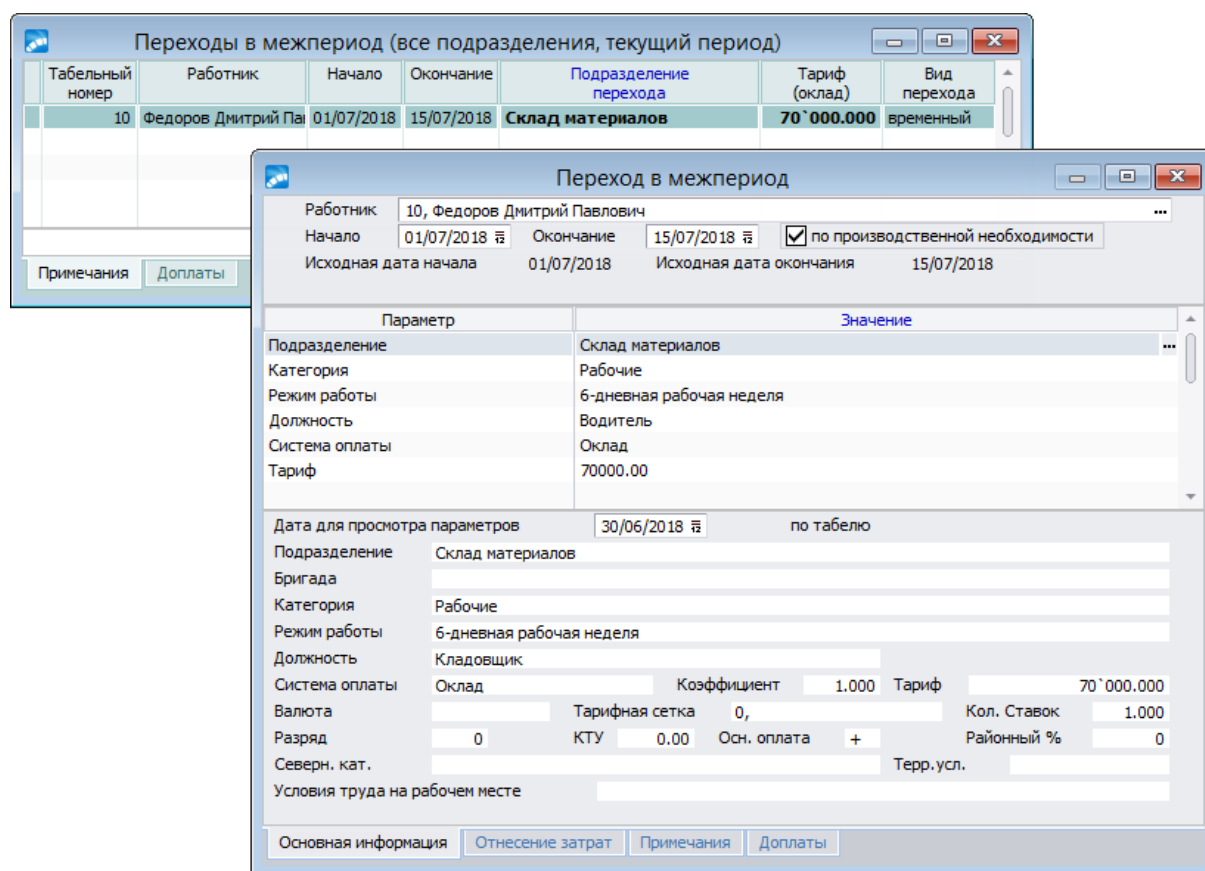 Переходы в межпериод (все подразделения, текущий период)
Табельный номер Работник Начало Окончание Подразделение перехода Тариф (оклад) Вид перехода
10 Федоров Дмитрий Па 01/07/2018 15/07/2018 Склад материалов 70`000.000 временный
Примечания Доплаты
Переход в межпериод
Работник 10, Федоров Дмитрий Павлович
Начало 01/07/2018 Окончание 15/07/2018 по производственной необходимости
Исходная дата начала 01/07/2018 Исходная дата окончания 15/07/2018
Параметр Значение
Подразделение Склад материалов
Категория Рабочие
Режим работы 6-дневная рабочая неделя
Должность Водитель
Система оплаты Оклад
Тариф 70000.00
Дата для просмотра параметров 30/06/2018 по табелю
Подразделение Склад материалов
Бригада
Категория Рабочие
Режим работы 6-дневная рабочая неделя
Должность Кладовщик
Система оплаты Оклад Коэффициент 1.000 Тариф 70`000.000
Валюта Тарифная сетка 0, Кол. Ставок 1.000
Разряд 0 КТУ 0.00 Осн. оплата + Районный % 0
Северн. кат. Терр.усл.
Условия труда на рабочем месте
Основная информация Отнесение затрат Примечания Доплаты